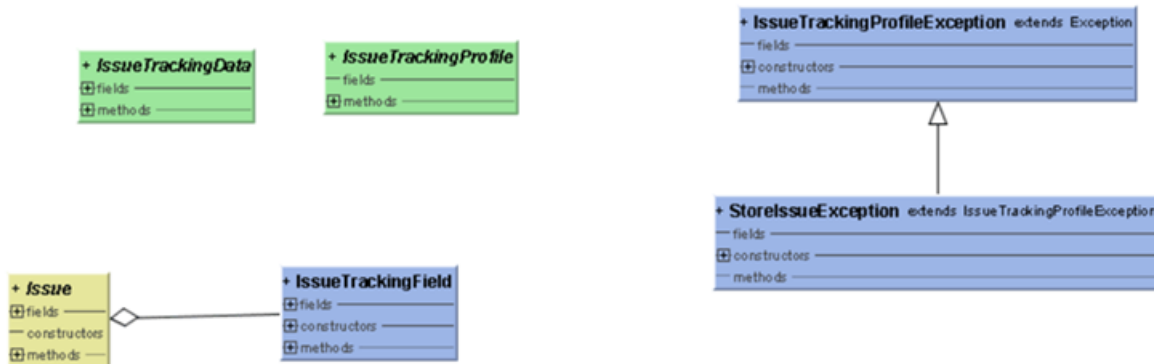 + IssueTrackingData
fields
methods
+ IssueTrackingProfile
fields
methods
+ IssueTrackingProfileException extends Exception
fields
constructors
methods
+ StoreIssueException extends IssueTrackingProfileException
fields
constructors
methods
+ Issue
fields
constructors
methods
+ IssueTrackingField
fields
constructors
methods